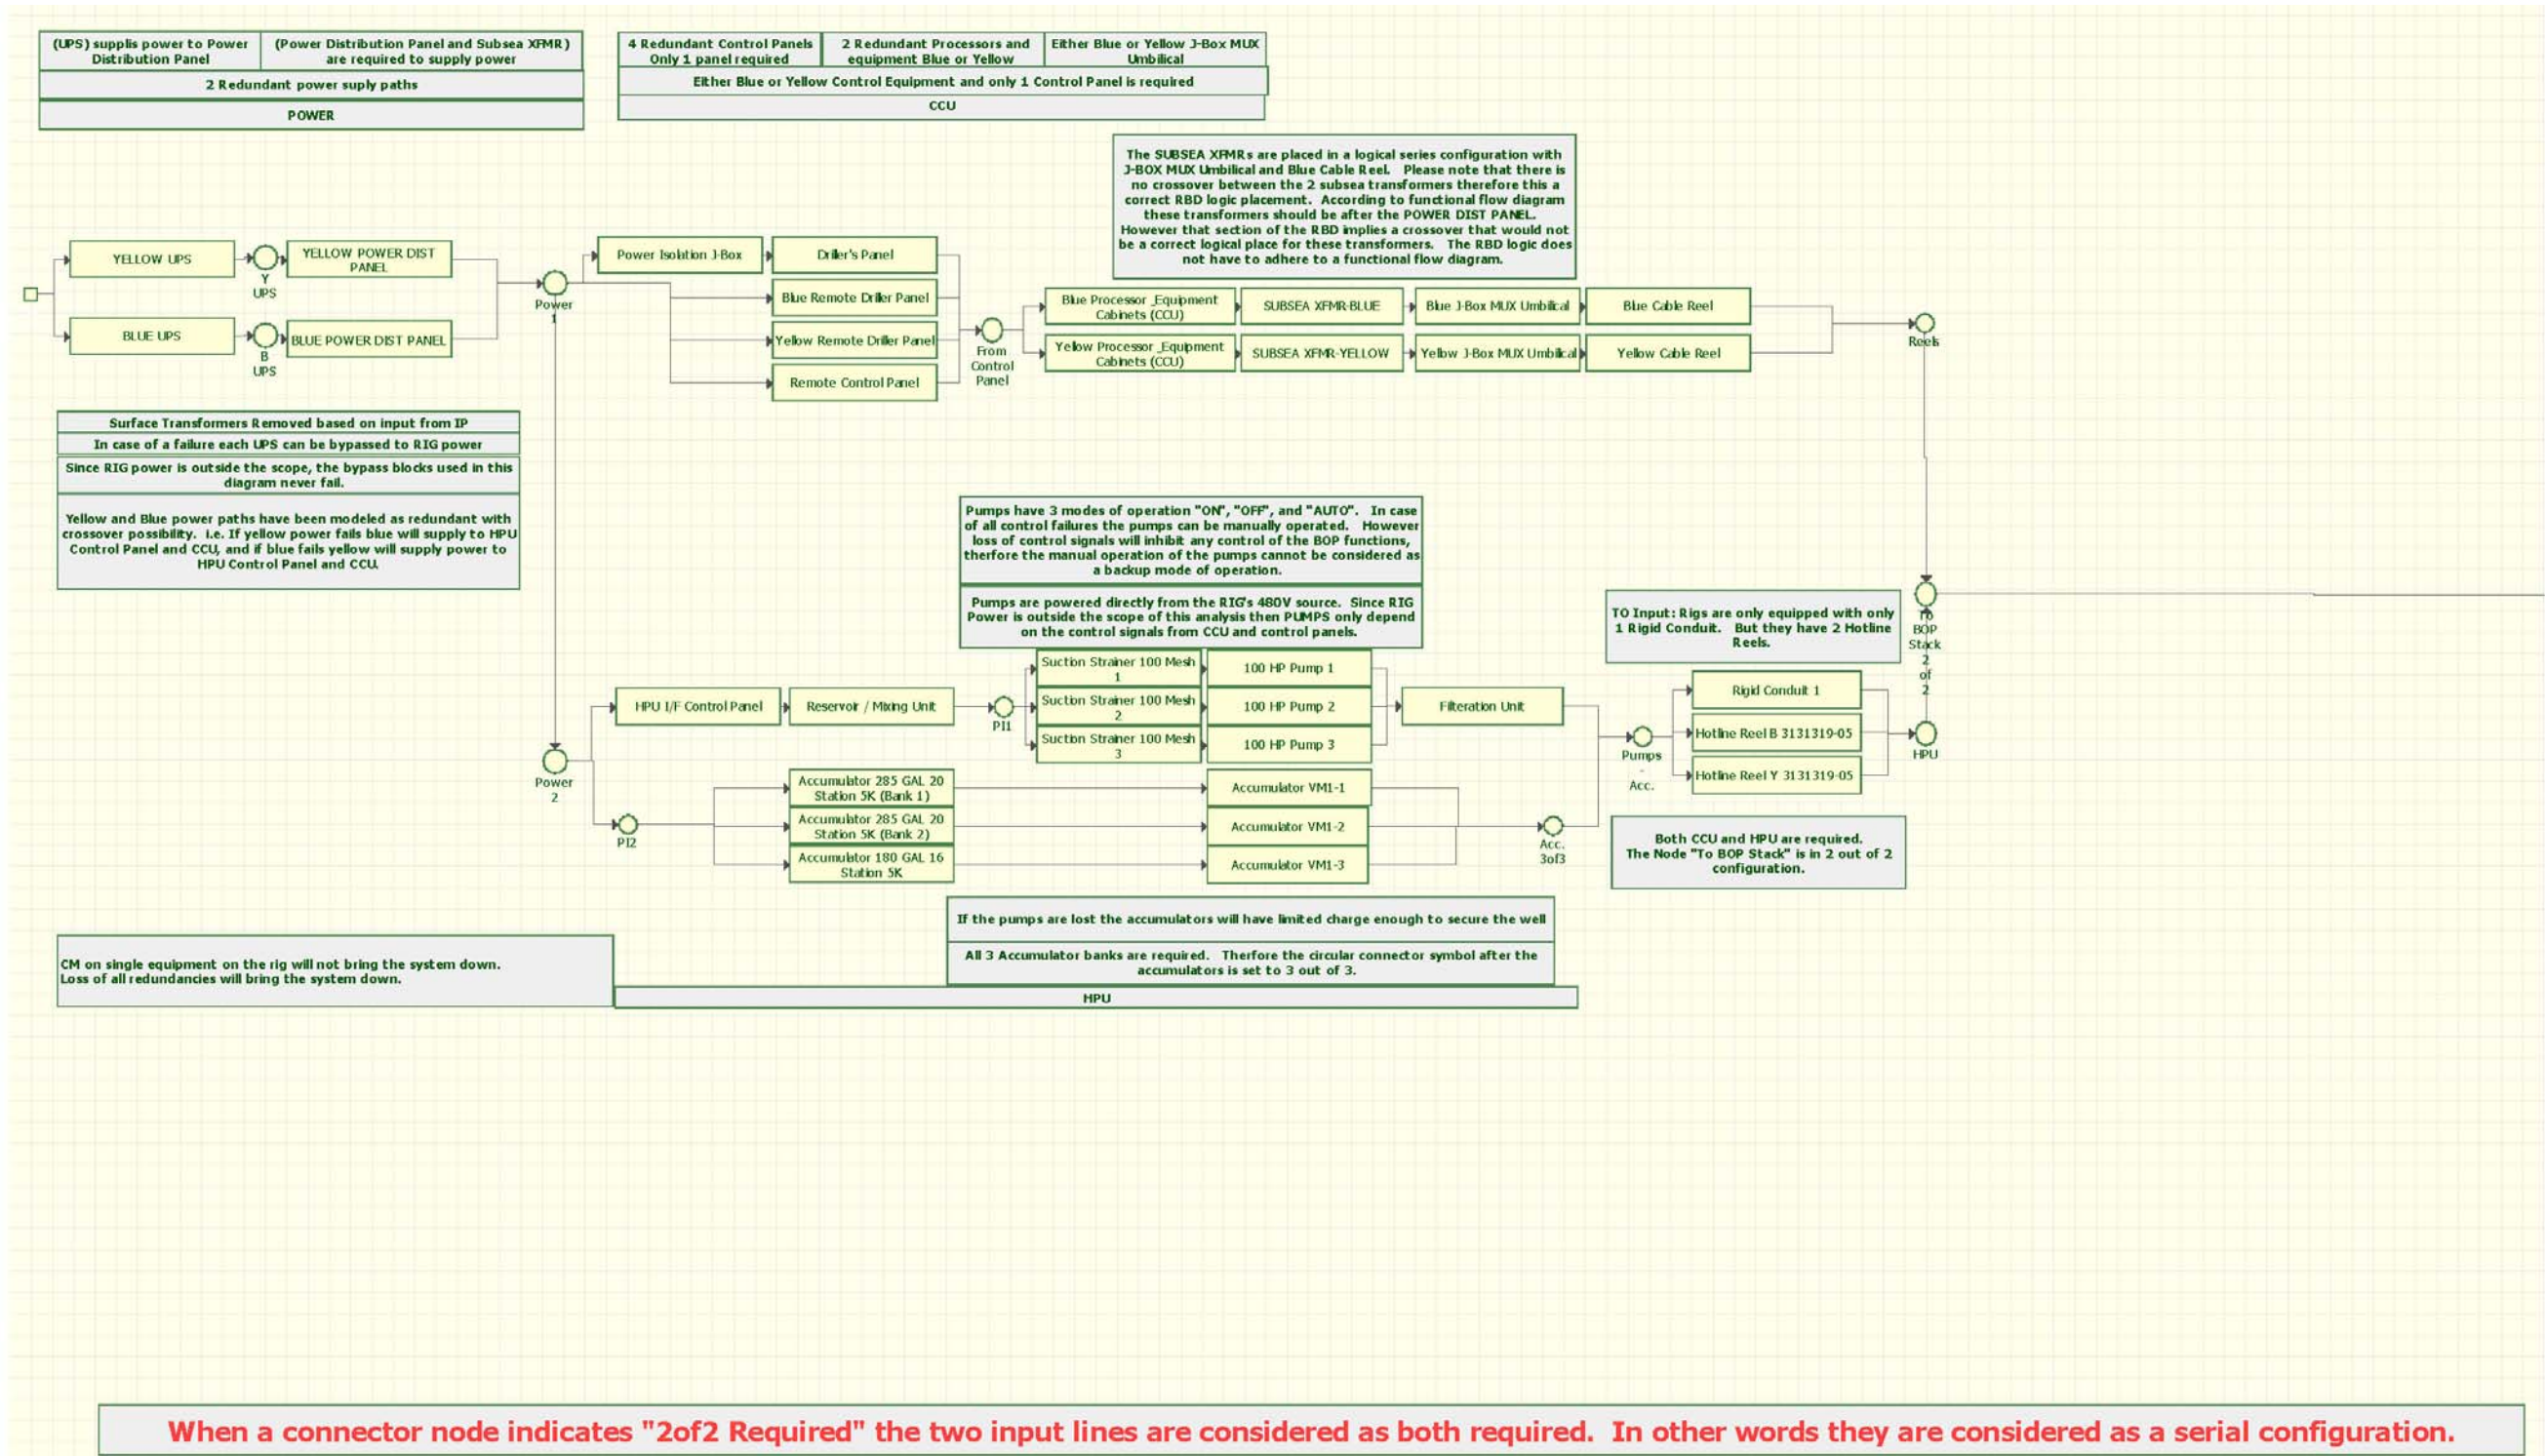 (UPS) supplis power to Power
Distribution Panel
(Power Distribution Panel and Subsea XFMR)
are required to supply power
2 Redundant power suply paths
POWER
4 Redundant Control Panels
Only 1 panel required
2 Redundant Processors and
equipment Blue or Yellow
Either Blue or Yellow J-Box MUX
Umbilical
Either Blue or Yellow Control Equipment and only 1 Control Panel is required
CCU
The SUBSEA XFMRs are placed in a logical series configuration with
J-BOX MUX Umbilical and Blue Cable Reel. Please note that there is
no crossover between the 2 subsea transformers therefore this a
correct RBD logic placement. According to functional flow diagram
these transformers should be after the POWER DIST PANEL.
However that section of the RBD implies a crossover that would not
be a correct logical place for these transformers. The RBD logic does
not have to adhere to a functional flow diagram.
YELLOW UPS
Y
UPS
YELLOW POWER DIST
PANEL
BLUE UPS
B
UPS
BLUE POWER DIST PANEL
Power
1
Power Isolation J-Box
Driller's Panel
Blue Remote Driller Panel
Yellow Remote Driller Panel
Remote Control Panel
From
Control
Panel
Blue Processor _Equipment
Cabinets (CCU)
SUBSEA XFMR-BLUE
Blue J-Box MUX Umbilical
Blue Cable Reel
Yellow Processor _Equipment
Cabinets (CCU)
SUBSEA XFMR-YELLOW
Yellow J-Box MUX Umbilical
Yellow Cable Reel
Reels
Surface Transformers Removed based on input from IP
In case of a failure each UPS can be bypassed to RIG power
Since RIG power is outside the scope, the bypass blocks used in this
diagram never fail.
Yellow and Blue power paths have been modeled as redundant with
crossover possibility. i.e. If yellow power fails blue will supply to HPU
Control Panel and CCU, and if blue fails yellow will supply power to
HPU Control Panel and CCU.
Pumps have 3 modes of operation "ON", "OFF", and "AUTO". In case
of all control failures the pumps can be manually operated. However
loss of control signals will inhibit any control of the BOP functions,
therfore the manual operation of the pumps cannot be considered as
a backup mode of operation.
Pumps are powered directly from the RIG's 480V source. Since RIG
Power is outside the scope of this analysis then PUMPS only depend
on the control signals from CCU and control panels.
TO Input: Rigs are only equipped with only
1 Rigid Conduit. But they have 2 Hotline
Reels.
To
BOP
Stack
2
of
2
Power
2
HPU I/F Control Panel
Reservoir / Mixing Unit
PI1
Suction Strainer 100 Mesh
1
100 HP Pump 1
Suction Strainer 100 Mesh
2
100 HP Pump 2
Suction Strainer 100 Mesh
3
100 HP Pump 3
Filteration Unit
Pumps
-
Acc.
Rigid Conduit 1
Hotline Reel B 3131319-05
Hotline Reel Y 3131319-05
HPU
PI2
Accumulator 285 GAL 20
Station 5K (Bank 1)
Accumulator VM1-1
Accumulator 285 GAL 20
Station 5K (Bank 2)
Accumulator VM1-2
Accumulator 180 GAL 16
Station 5K
Accumulator VM1-3
Acc.
3of3
Both CCU and HPU are required.
The Node "To BOP Stack" is in 2 out of 2
configuration.
If the pumps are lost the accumulators will have limited charge enough to secure the well
All 3 Accumulator banks are required. Therfore the circular connector symbol after the
accumulators is set to 3 out of 3.
HPU
CM on single equipment on the rig will not bring the system down.
Loss of all redundancies will bring the system down.
When a connector node indicates "2of2 Required" the two input lines are considered as both required. In other words they are considered as a serial configuration.